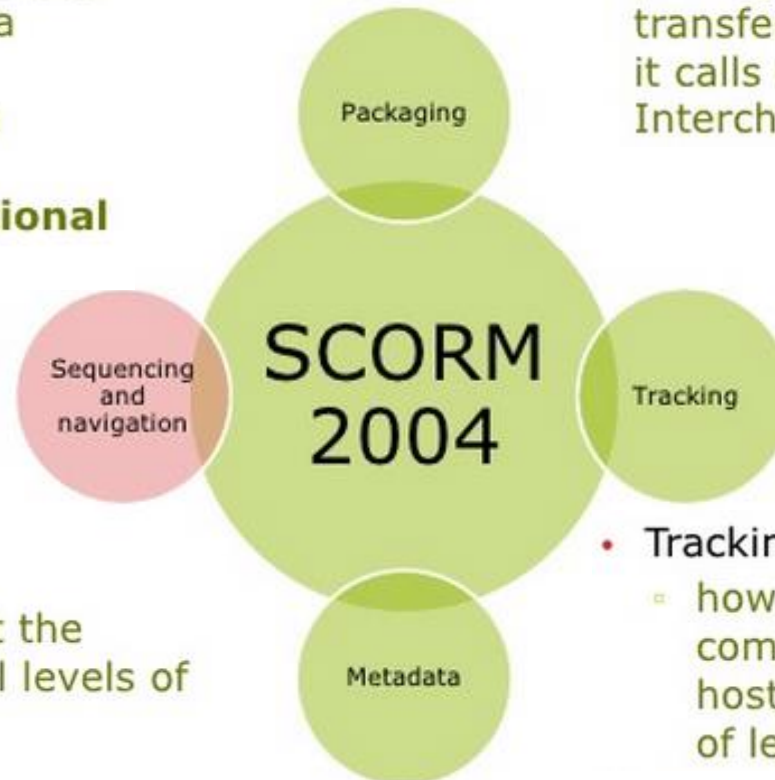 a
transfe
it calls
Interch
Packaging
ional
SCORM
2004
Sequencing
and
navigation
Tracking
• Trackin
▫ how
com
host
of le
t the
l levels of
Metadata